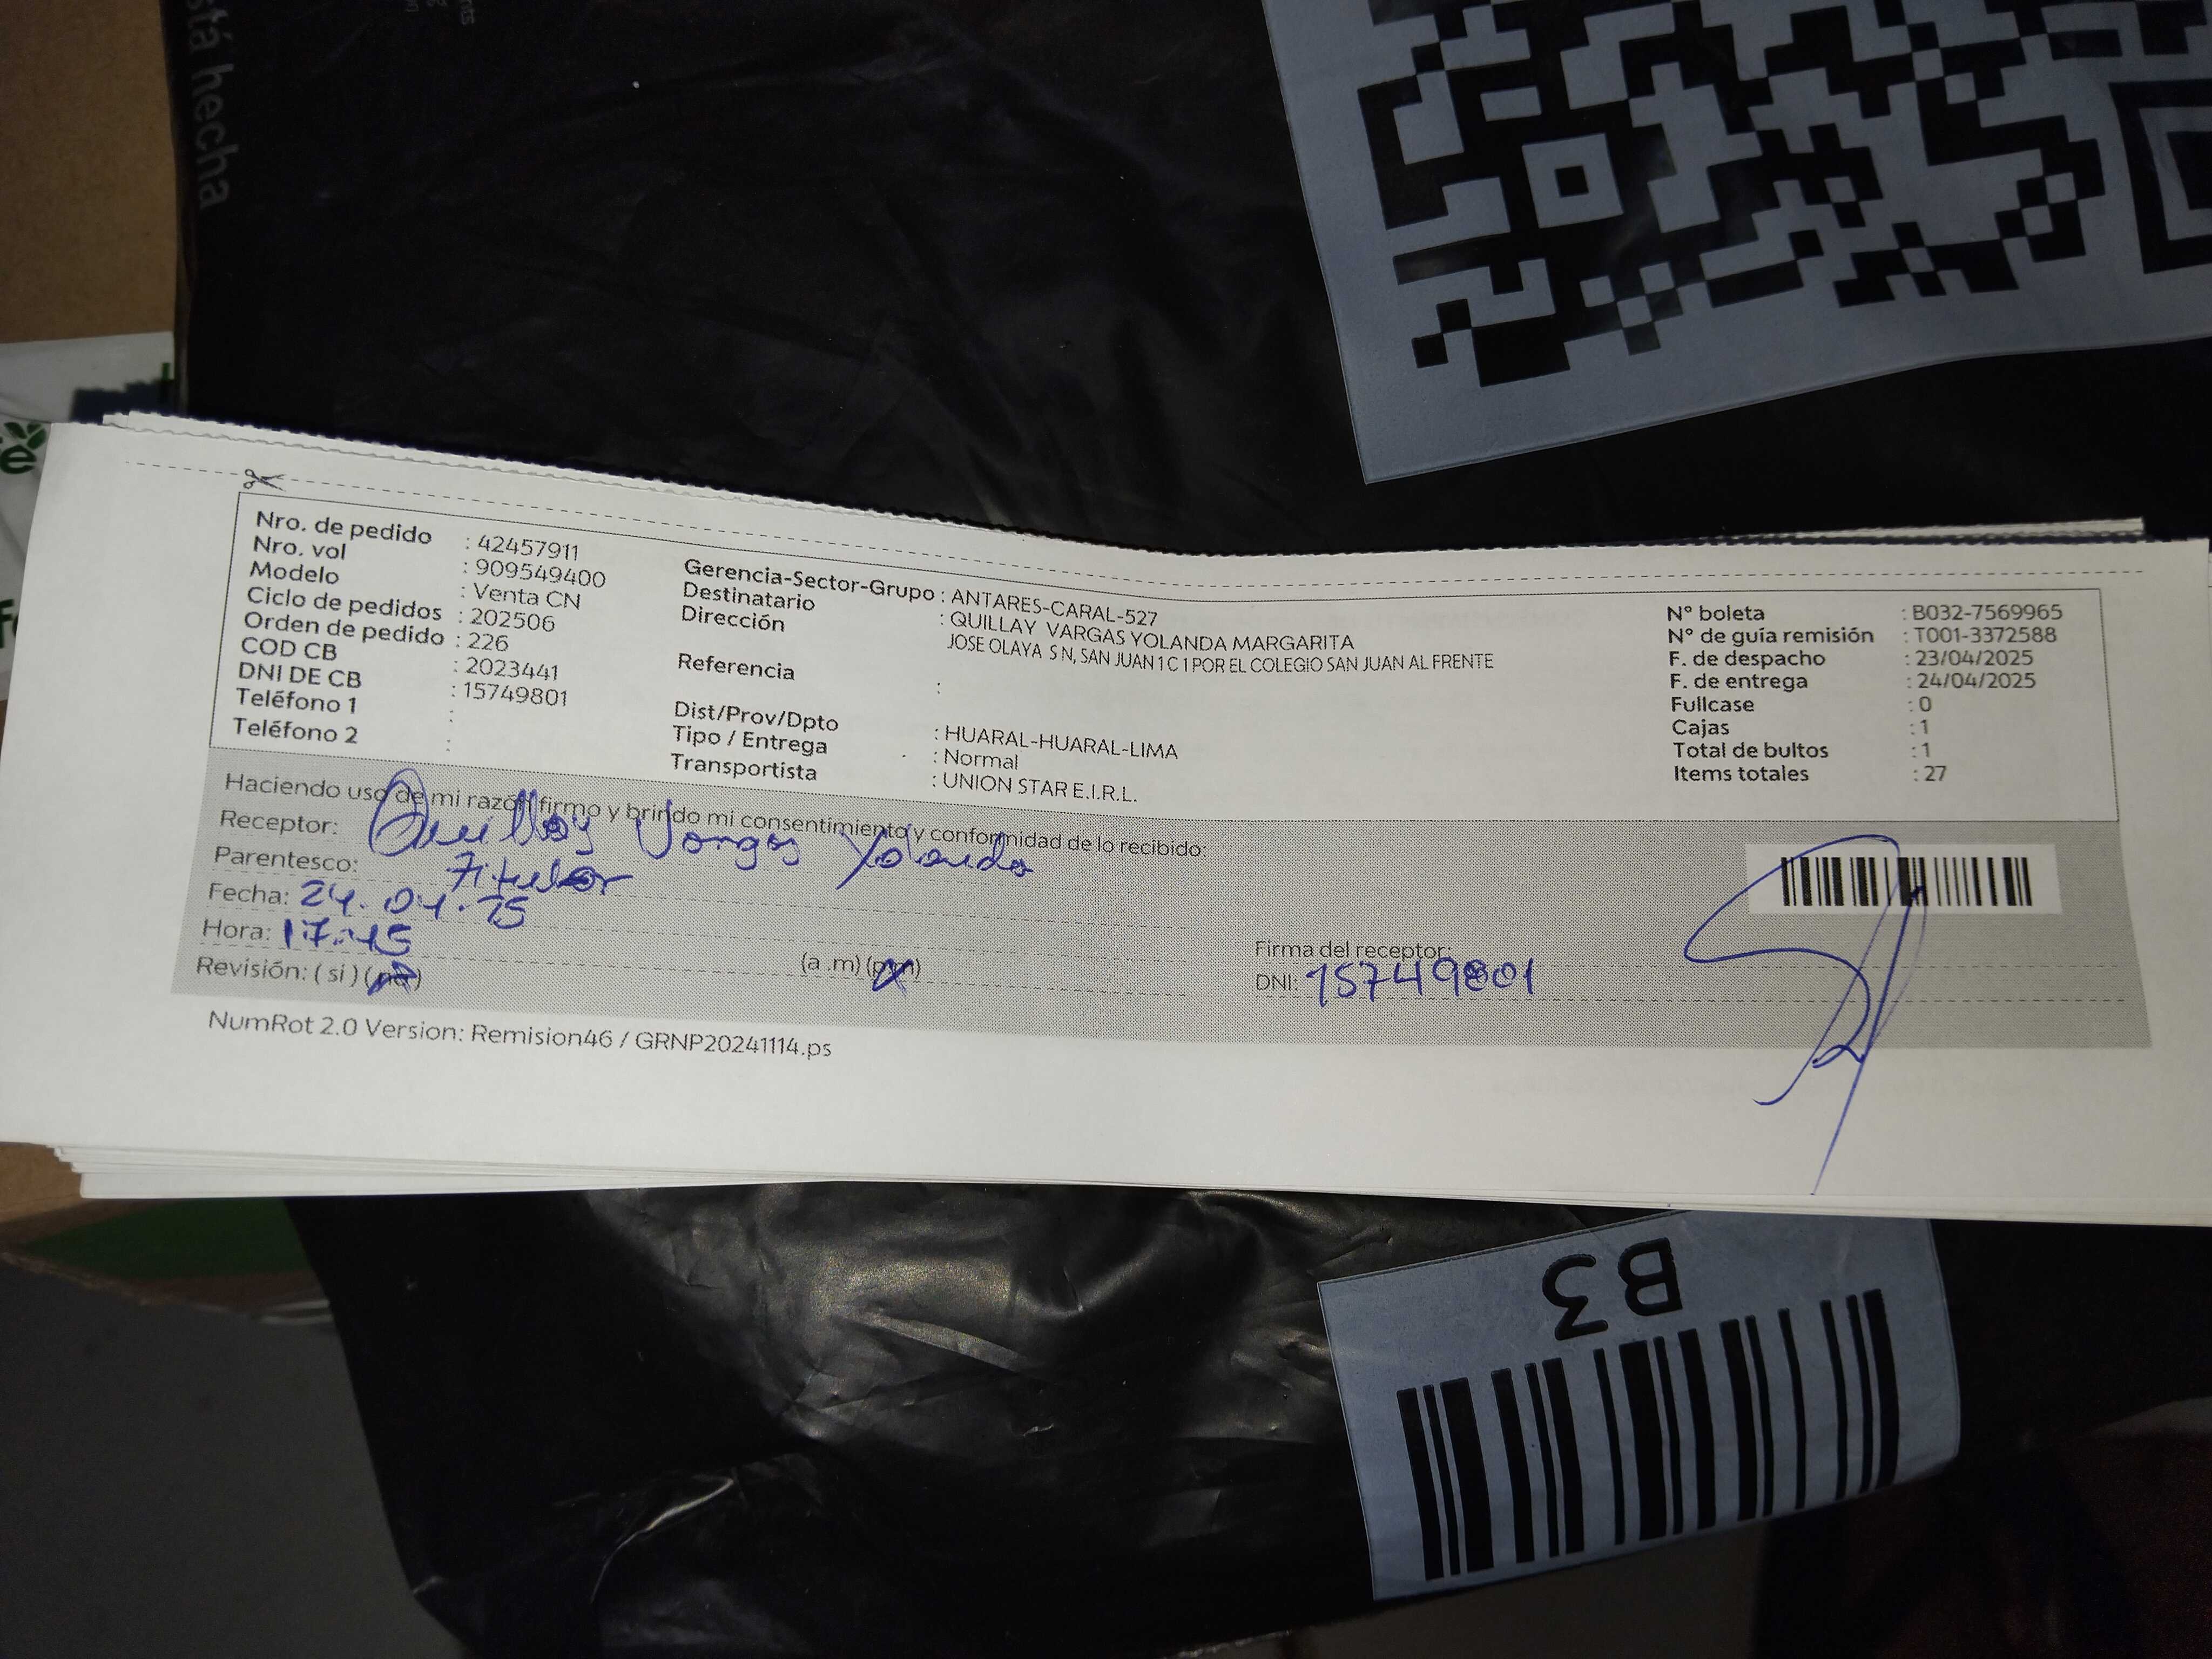 stá hecha
Nro. de pedido : 42457911
Nro. vol : 909549400
Modelo : Venta CN
Ciclo de pedidos : 202506
Orden de pedido : 226
COD CB : 2023441
DNI DE CB : 15749801
Teléfono 1 :
Teléfono 2 :
Gerencia-Sector-Grupo : ANTARES-CARAL-527
Destinatario : QUILLAY VARGAS YOLANDA MARGARITA
Dirección JOSE OLAYA S N, SAN JUAN 1 C 1 POR EL COLEGIO SAN JUAN AL FRENTE
Referencia :
Dist/Prov/Dpto : HUARAL-HUARAL-LIMA
Tipo / Entrega : Normal
Transportista : UNION STAR E.I.R.L.
N° boleta : B032-7569965
N° de guía remisión : T001-3372588
F. de despacho : 23/04/2025
F. de entrega : 24/04/2025
Fullcase : 0
Cajas : 1
Total de bultos : 1
Items totales : 27
Haciendo uso de mi razón firmo y brindo mi consentimiento y conformidad de lo recibido:
Receptor: Quillay Vargas Yolanda
Parentesco: Titular
Fecha: 24.04.25
Hora: 17:45 (a .m) (p.m)
Revisión: ( si ) (no)
Firma del receptor:
DNI: 15749801
NumRot 2.0 Version: Remision46 / GRNP20241114.ps
B3